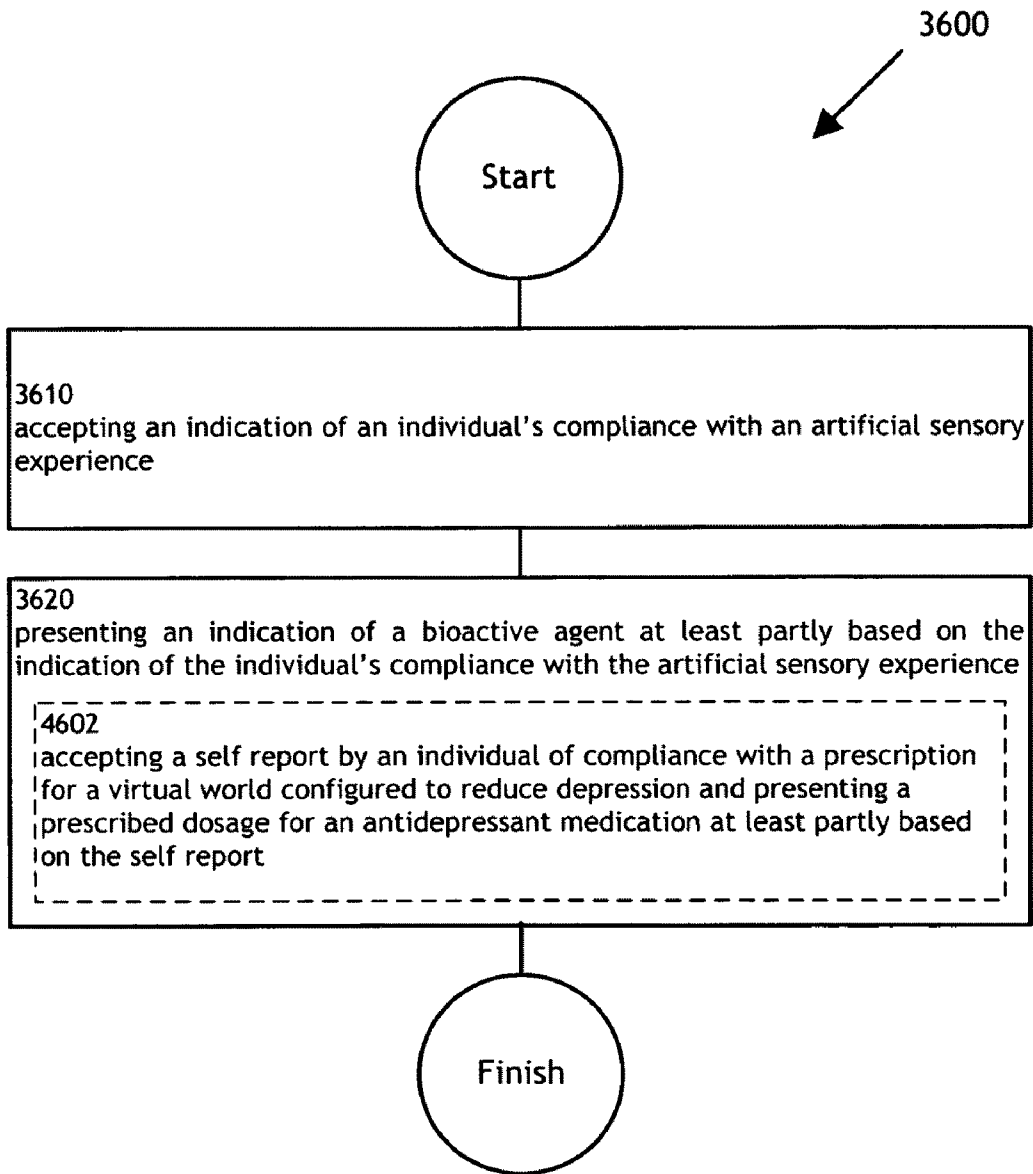 3600
Start
3610
accepting an indication of an individual's compliance with an artificial sensory
experience
3620
presenting an indication of a bioactive agent at least partly based on the
indication of the individual's compliance with the artificial sensory experience
4602
accepting a self report by an individual of compliance with a prescription
for a virtual world configured to reduce depression and presenting a
prescribed dosage for an antidepressant medication at least partly based
on the self report
Finish